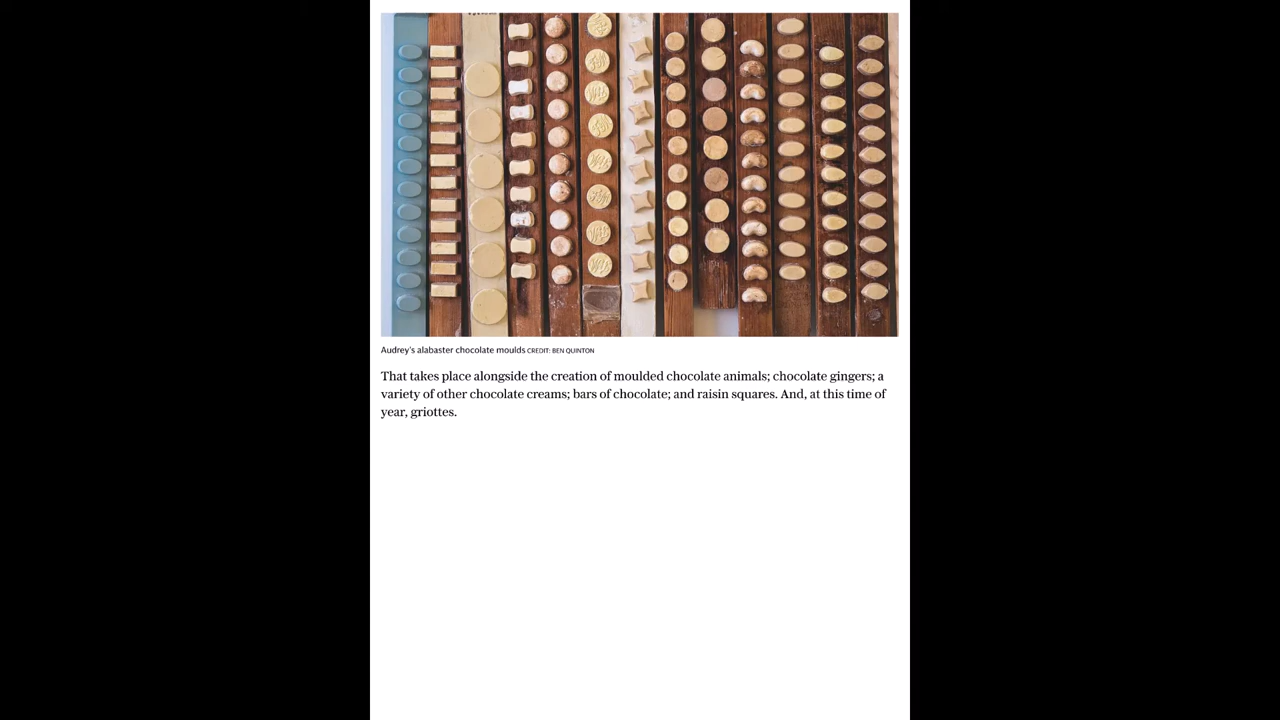 Audrey's alabaster chocolate moulds CREDIT: BEN QUINTON
That takes place alongside the creation of moulded chocolate animals; chocolate gingers; a
variety of other chocolate creams; bars of chocolate; and raisin squares. And, at this time of
year, griottes.